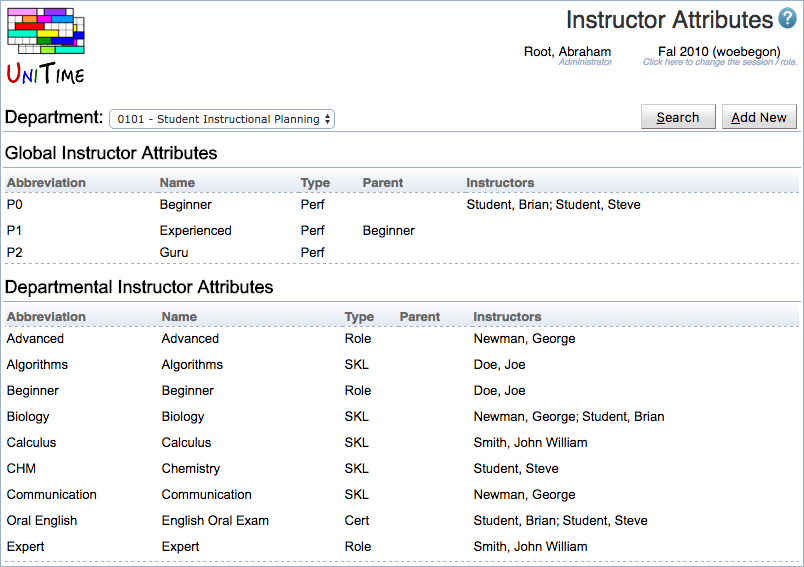 Instructor Attributes ?
UNITIME
Root, Abraham Fal 2010 (woebegon)
Administrator Click here to change the session / role.
Department: 0101 - Student Instructional Planning Search Add New
Global Instructor Attributes
Abbreviation Name Type Parent Instructors
P0 Beginner Perf Student, Brian; Student, Steve
P1 Experienced Perf Beginner
P2 Guru Perf
Departmental Instructor Attributes
Abbreviation Name Type Parent Instructors
Advanced Advanced Role Newman, George
Algorithms Algorithms SKL Doe, Joe
Beginner Beginner Role Doe, Joe
Biology Biology SKL Newman, George; Student, Brian
Calculus Calculus SKL Smith, John William
CHM Chemistry SKL Student, Steve
Communication Communication SKL Newman, George
Oral English English Oral Exam Cert Student, Brian; Student, Steve
Expert Expert Role Smith, John William